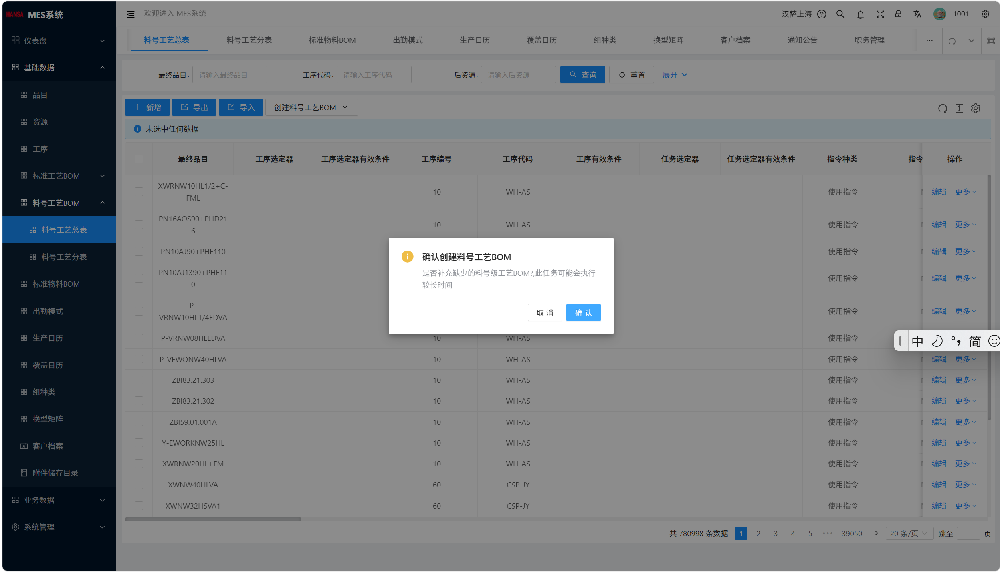 HANSA MES系统
仪表盘
基础数据
品目
资源
工序
标准工艺BOM
料号工艺BOM
料号工艺总表
料号工艺分表
标准物料BOM
出勤模式
生产日历
覆盖日历
组种类
换型矩阵
客户档案
附件储存目录
业务数据
系统管理
欢迎进入 MES系统
汉萨上海
1001
料号工艺总表 料号工艺分表 标准物料BOM 出勤模式 生产日历 覆盖日历 组种类 换型矩阵 客户档案 通知公告 职务管理 ···
最终品目: 请输入最终品目 工序代码: 请输入工序代码 后资源: 请输入后资源 查询 重置 展开
新增 导出 导入 创建料号工艺BOM
未选中任何数据
最终品目 工序选定器 工序选定器有效条件 工序编号 工序代码 工序有效条件 任务选定器 任务选定器有效条件 指令种类 指令 操作
XWRNW10HL1/2+C-
FML 10 WH-AS 使用指令 编辑 更多
PN16AOS90+PHD21
6 10 WH-AS 使用指令 编辑 更多
PN10AJ90+PHF110 使用指令 编辑 更多
PN10AJ1390+PHF11
0 使用指令 编辑 更多
P-
VRNW10HL1/4EDVA 使用指令 编辑 更多
P-VRNW08HLEDVA 10 WH-AS 使用指令
P-VEWONW40HLVA 10 WH-AS 使用指令 编辑 更多
ZBI83.21.303 10 WH-AS 使用指令 编辑 更多
ZBI83.21.302 10 WH-AS 使用指令 编辑 更多
ZBI59.01.001A 10 WH-AS 使用指令 编辑 更多
Y-EWORKNW25HL 10 WH-AS 使用指令 编辑 更多
XWRNW20HL+FM 10 WH-AS 使用指令 编辑 更多
XWNW40HLVA 60 CSP-JY 使用指令 编辑 更多
XWNW32HSVA1 60 CSP-JY 使用指令 编辑 更多
确认创建料号工艺BOM
是否补充缺少的料号级工艺BOM?,此任务可能会执行
较长时间
取 消 确 认
中 °, 简
共 780998 条数据 1 2 3 4 5 ••• 39050 20 条/页 跳至 页